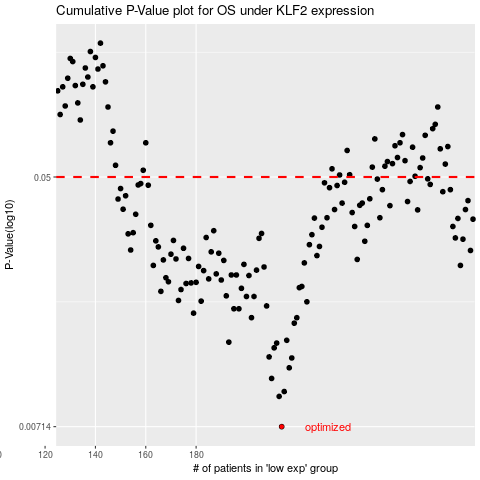 Cumulative P-Value plot for OS under KLF2 expression
P-Value(log10)
0.05
0.00714
optimized
0 120 140 160 180
# of patients in 'low exp' group